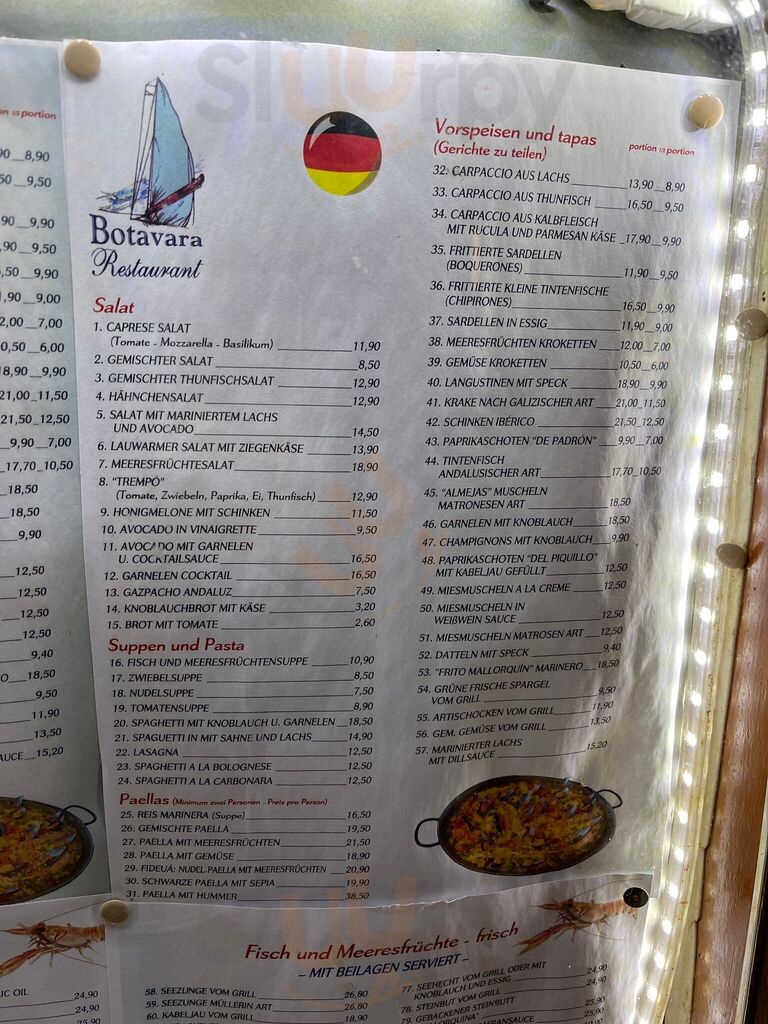 Botavara
Restaurant
Salat
1. CAPRESE SALAT
(Tomate - Mozzarella - Basilikum) 11,90
2. GEMISCHTER SALAT 8,50
3. GEMISCHTER THUNFISCHSALAT 12,90
4. HÄHNCHENSALAT 12,90
5. SALAT MIT MARINIERTEM LACHS
UND AVOCADO 14,50
6. LAUWARMER SALAT MIT ZIEGENKÄSE 13,90
7. MEERESFRÜCHTESALAT 18,90
8. "TREMPÓ"
(Tomate, Zwiebeln, Paprika, Ei, Thunfisch) 12,90
9. HONIGMELONE MIT SCHINKEN 11,50
10. AVOCADO IN VINAIGRETTE 9,50
11. AVOCADO MIT GARNELEN
U. COCKTAILSAUCE 16,50
12. GARNELEN COCKTAIL 16,50
13. GAZPACHO ANDALUZ 7,50
14. KNOBLAUCHBROT MIT KÄSE 3,20
15. BROT MIT TOMATE 2,60
Suppen und Pasta
16. FISCH UND MEERESFRÜCHTENSUPPE 10,90
17. ZWIEBELSUPPE 8,50
18. NUDELSUPPE 7,50
19. TOMATENSUPPE 8,90
20. SPAGHETTI MIT KNOBLAUCH U. GARNELEN 18,50
21. SPAGUETTI IN MIT SAHNE UND LACHS 14,90
22. LASAGNA 12,50
23. SPAGHETTI A LA BOLOGNESE 12,50
24. SPAGHETTI A LA CARBONARA 12,50
Paellas (Minimum zwei Personen - Preis pro Person)
25. REIS MARINERA (Suppe) 16,50
26. GEMISCHTE PAELLA 19,50
27. PAELLA MIT MEERESFRÜCHTEN 21,50
28. PAELLA MIT GEMÜSE 18,90
29. FIDEUÁ: NUDEL-PAELLA MIT MEERESFRÜCHTEN 20,90
30. SCHWARZE PAELLA MIT SEPIA 19,90
31. PAELLA MIT HUMMER 38,50
Vorspeisen und tapas
(Gerichte zu teilen) portion 1/2 portion
32. CARPACCIO AUS LACHS 13,90 8,90
33. CARPACCIO AUS THUNFISCH 16,50 9,50
34. CARPACCIO AUS KALBFLEISCH
MIT RUCULA UND PARMESAN KÄSE 17,90 9,90
35. FRITTIERTE SARDELLEN
(BOQUERONES) 11,90 9,50
36. FRITTIERTE KLEINE TINTENFISCHE
(CHIPIRONES) 16,50 9,90
37. SARDELLEN IN ESSIG 11,90 9,00
38. MEERESFRÜCHTEN KROKETTEN 12,00 7,00
39. GEMÜSE KROKETTEN 10,50 6,00
40. LANGUSTINEN MIT SPECK 18,90 9,90
41. KRAKE NACH GALIZISCHER ART 21,00 11,50
42. SCHINKEN IBÉRICO 21,50 12,50
43. PAPRIKASCHOTEN "DE PADRÓN" 9,90 7,00
44. TINTENFISCH
ANDALUSISCHER ART 17,70 10,50
45. "ALMEJAS" MUSCHELN
MATRONESEN ART 18,50
46. GARNELEN MIT KNOBLAUCH 18,50
47. CHAMPIGNONS MIT KNOBLAUCH 9,90
48. PAPRIKASCHOTEN "DEL PIQUILLO"
MIT KABELJAU GEFÜLLT 12,50
49. MIESMUSCHELN A LA CREME 12,50
50. MIESMUSCHELN IN
WEIßWEIN SAUCE 12,50
51. MIESMUSCHELN MATROSEN ART 12,50
52. DATTELN MIT SPECK 9,40
53. "FRITO MALLORQUÍN" MARINERO 18,50
54. GRÜNE FRISCHE SPARGEL
VOM GRILL 9,50
55. ARTISCHOCKEN VOM GRILL 11,90
56. GEM. GEMÜSE VOM GRILL 13,50
57. MARINIERTER LACHS
MIT DILLSAUCE 15,20
Fisch und Meeresfrüchte - frisch
- MIT BEILAGEN SERVIERT -
58. SEEZUNGE VOM GRILL 26,80
59. SEEZUNGE MÜLLERIN ART 26,80
60. KABELJAU VOM GRILL 18,90
77. SEEHECHT VOM GRILL ODER MIT
KNOBLAUCH UND ESSIG 24,90
78. STEINBUT VOM GRILL 24,90
79. GEBACKENER STEINBUTT 25,90